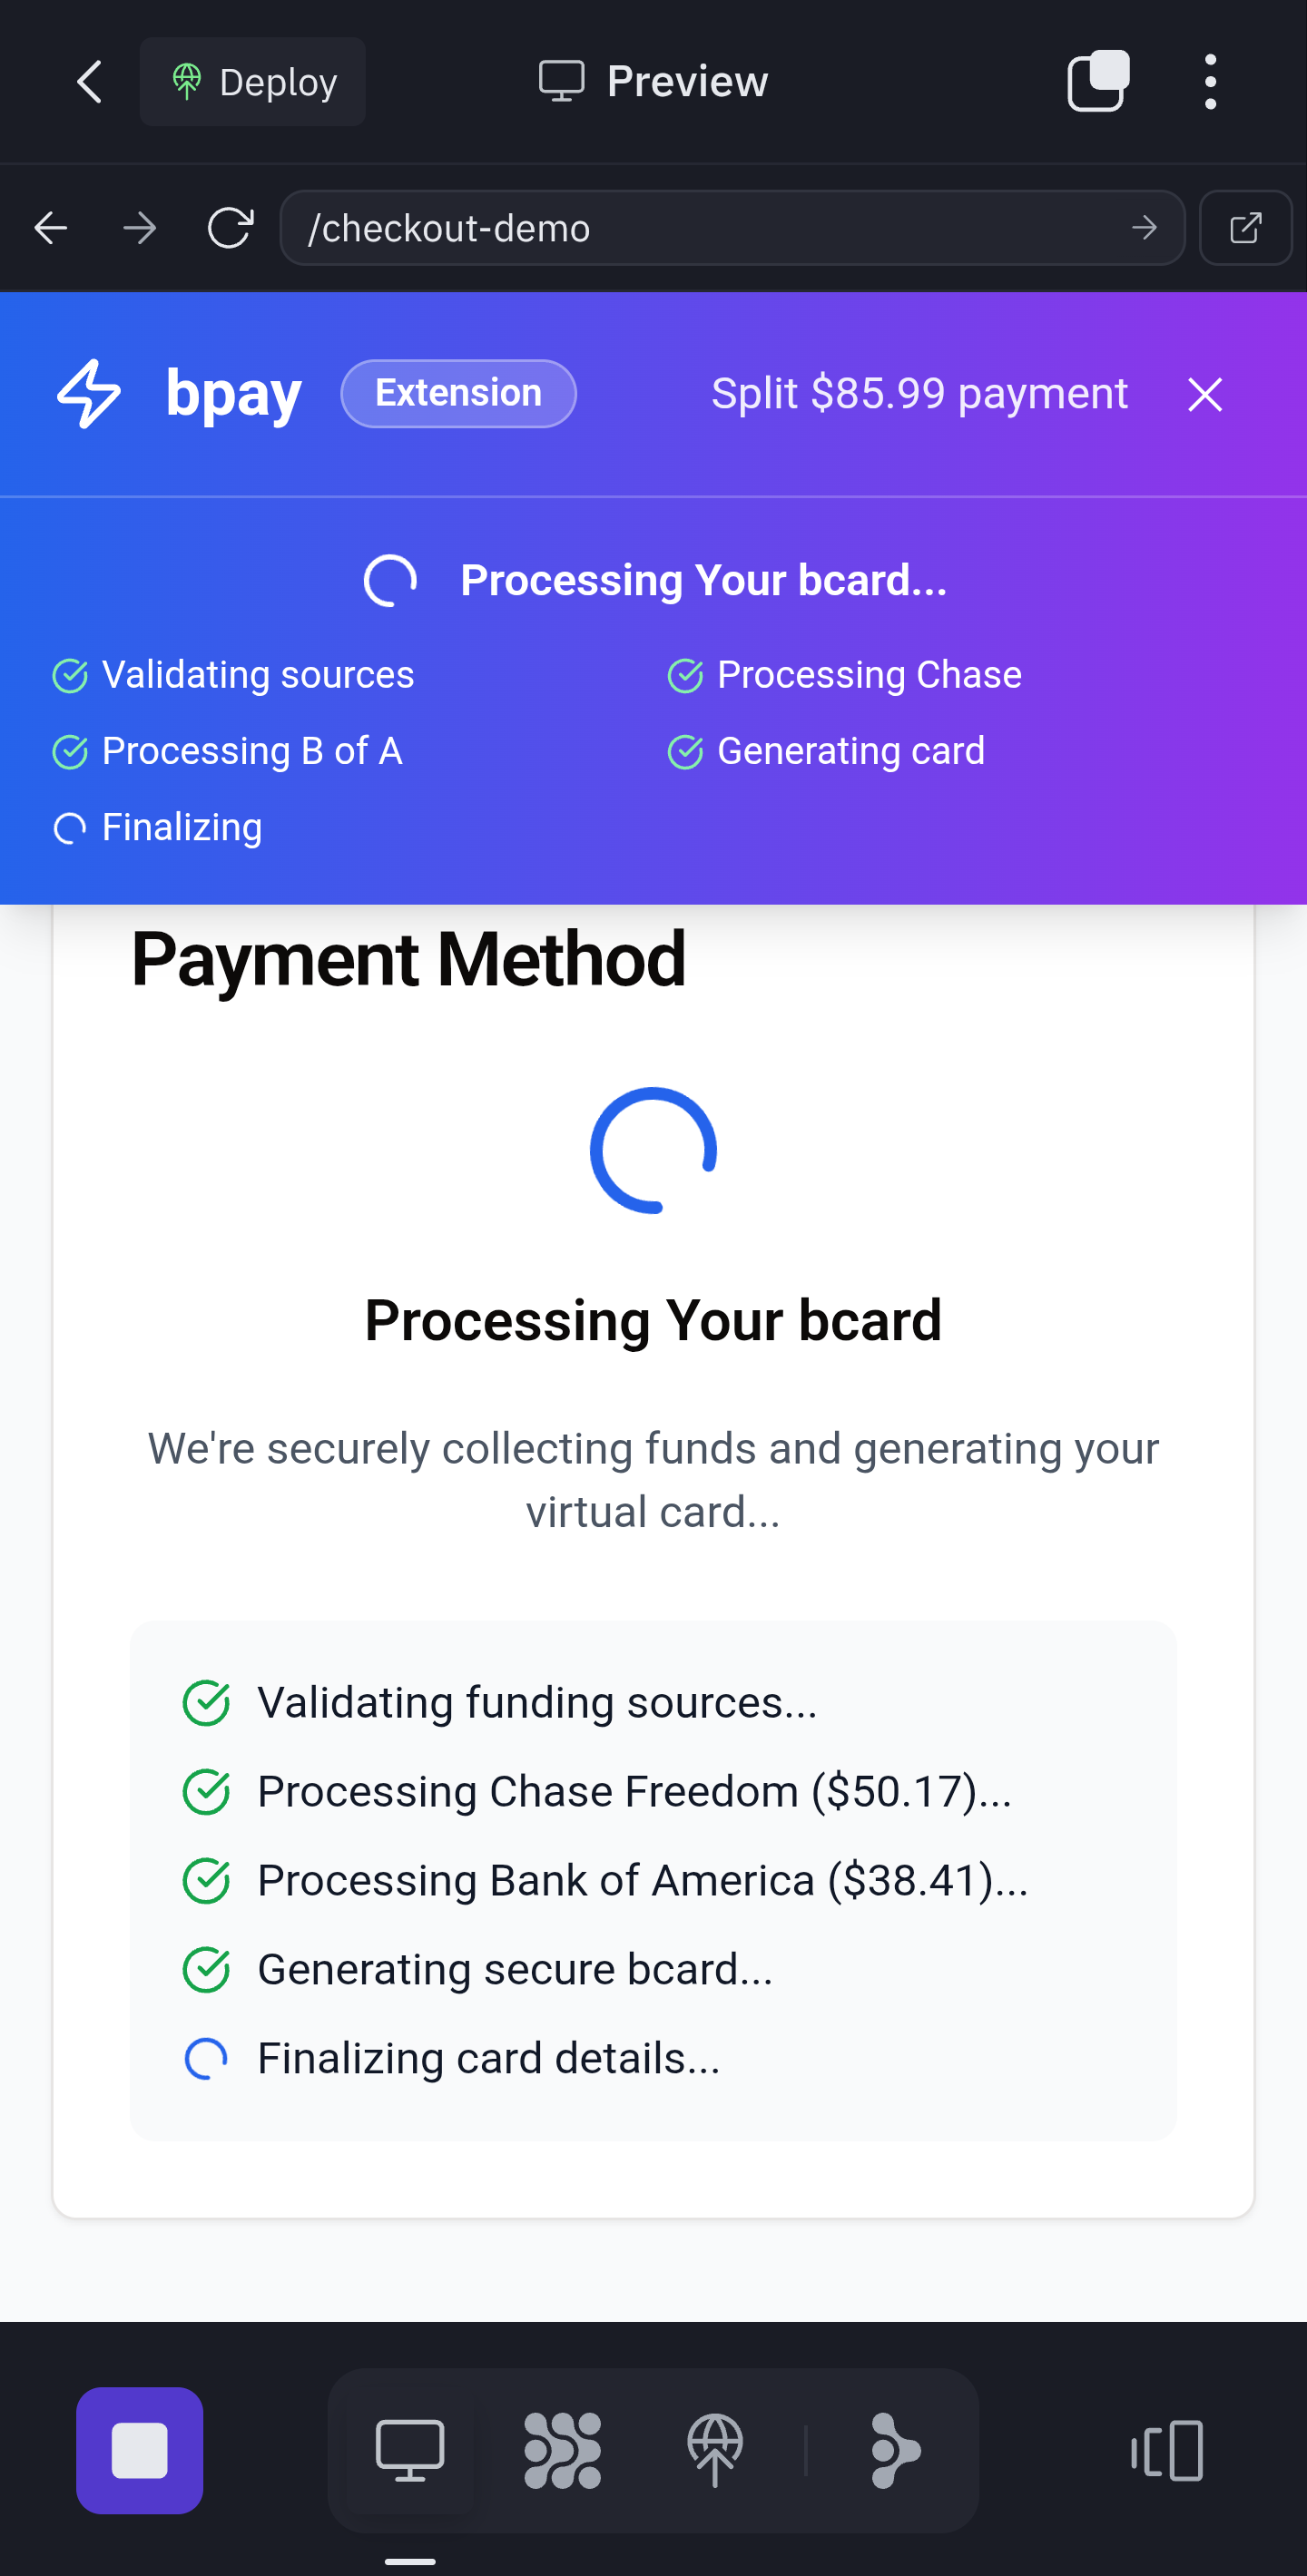 Deploy
Preview
/checkout-demo
bpay
Extension
Split $85.99 payment
Processing Your bcard...
Validating sources
Processing Chase
Processing B of A
Generating card
Finalizing
Payment Method
Processing Your bcard
We're securely collecting funds and generating your
virtual card...
Validating funding sources...
Processing Chase Freedom ($50.17)...
Processing Bank of America ($38.41)...
Generating secure bcard...
Finalizing card details...